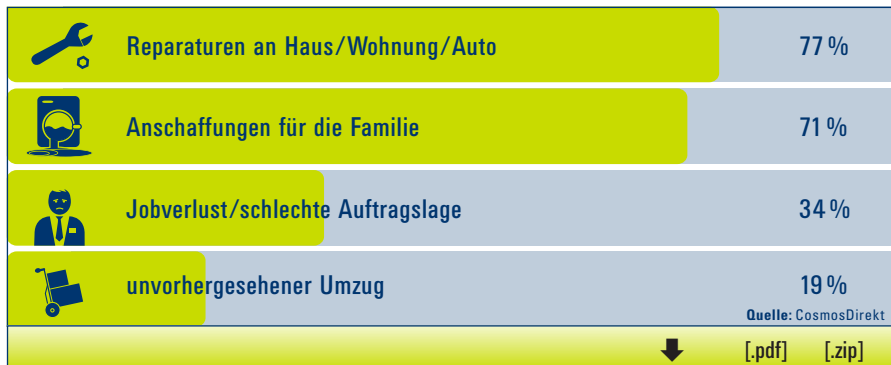 Reparaturen an Haus/Wohnung/Auto 77 %
Anschaffungen für die Familie 71 %
Jobverlust/schlechte Auftragslage 34 %
unvorhergesehener Umzug 19 %
Quelle: CosmosDirekt
[.pdf] [.zip]